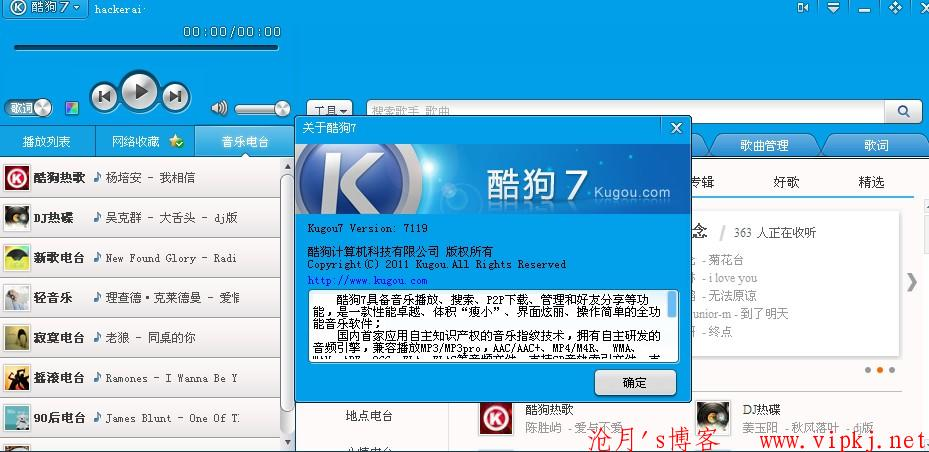 酷狗 7
hackerai
00:00/00:00
歌词
工具
搜索歌手 歌曲
播放列表
网络收藏
音乐电台
歌曲管理
歌词
关于酷狗7
酷狗 7 Kugou.com
Kugou7 Version: 7119
酷狗计算机科技有限公司 版权所有
Copyright(C) 2011 Kugou.All Rights Reserved
http://www.kugou.com
酷狗7具备音乐播放、搜索、P2P下载、管理和好友分享等功
能，是一款性能卓越、体积“瘦小”、界面炫丽、操作简单的全功
能音乐软件；
国内首家应用自主知识产权的音乐指纹技术，拥有自主研发的
音频引擎，兼容播放MP3/MP3pro，AAC/AAC+、MP4/M4R、 WMA、
确定
酷狗热歌 杨培安 - 我相信
DJ热碟 吴克群 - 大舌头 - dj版
新歌电台 New Found Glory - Radi
轻音乐 理查德·克莱德曼 - 爱情
寂寞电台 老狼 - 同桌的你
摇滚电台 Ramones - I Wanna Be Y
90后电台 James Blunt - One Of T
专辑
好歌
精选
念 / 363 人正在收听
- 菊花台
- i love you
- 无法原谅
unior-m - 到了明天
- 终点
地点电台
酷狗热歌
陈胜屿 - 爱与不爱
DJ热碟
姜玉阳 - 秋风落叶 - dj版
沧月's博客 www.vipkj.net